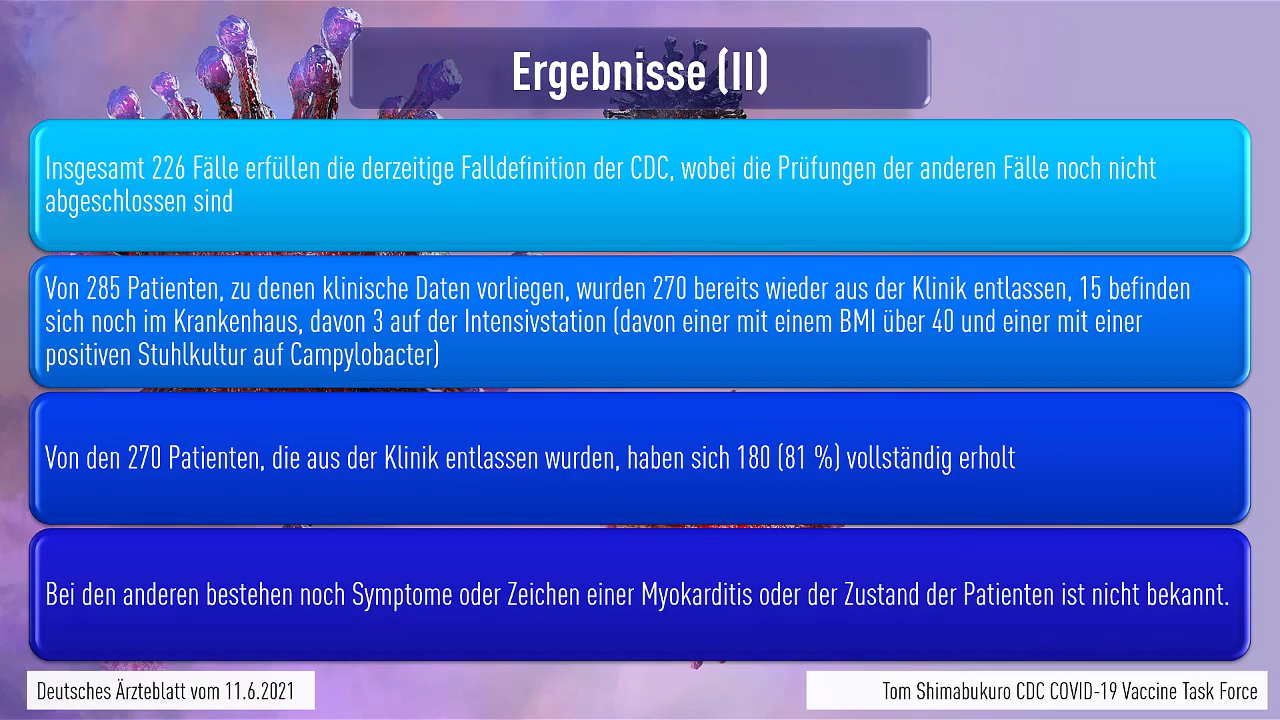 Ergebnisse (II)
Insgesamt 226 Fälle erfüllen die derzeitige Falldefinition der CDC, wobei die Prüfungen der anderen Fälle noch nicht
abgeschlossen sind
Von 285 Patienten, zu denen klinische Daten vorliegen, wurden 270 bereits wieder aus der Klinik entlassen, 15 befinden
sich noch im Krankenhaus, davon 3 auf der Intensivstation (davon einer mit einem BMI über 40 und einer mit einer
positiven Stuhlkultur auf Campylobacter)
Von den 270 Patienten, die aus der Klinik entlassen wurden, haben sich 180 (81 %) vollständig erholt
Bei den anderen bestehen noch Symptome oder Zeichen einer Myokarditis oder der Zustand der Patienten ist nicht bekannt.
Deutsches Ärzteblatt vom 11.6.2021
Tom Shimabukuro CDC COVID-19 Vaccine Task Force